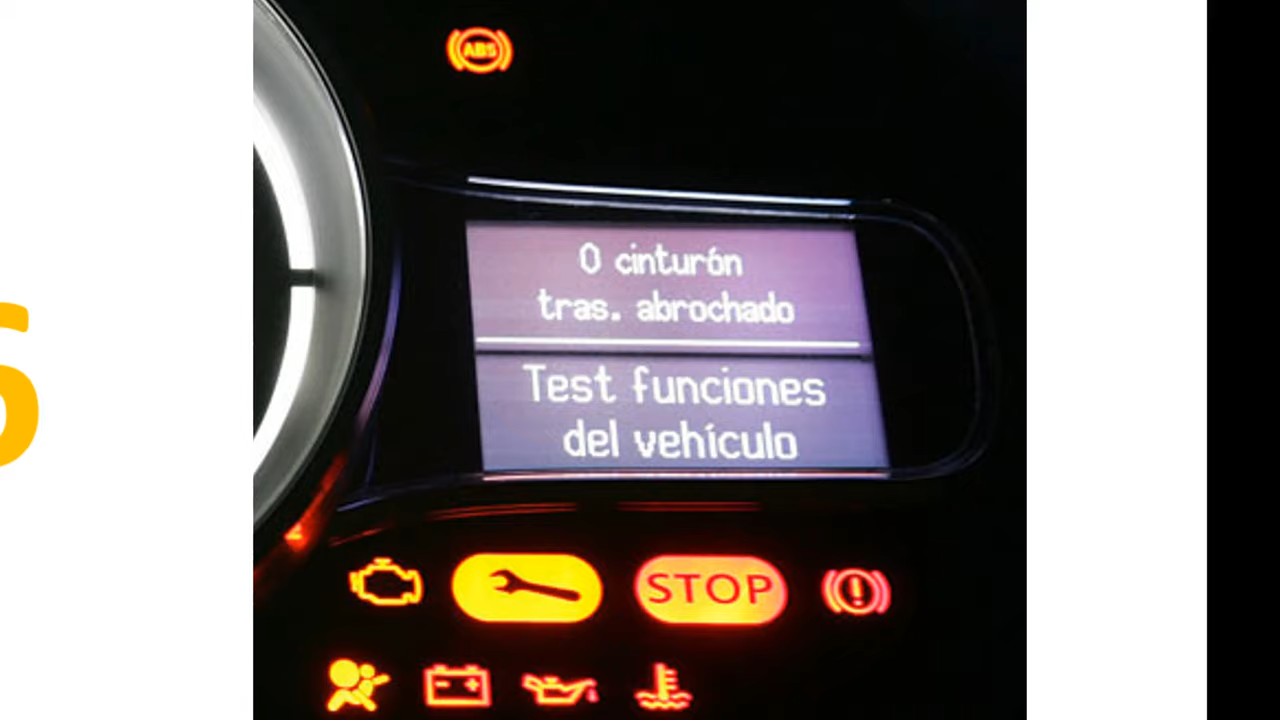 ABS
0 cinturón
tras. abrochado
Test funciones
del vehículo
STOP